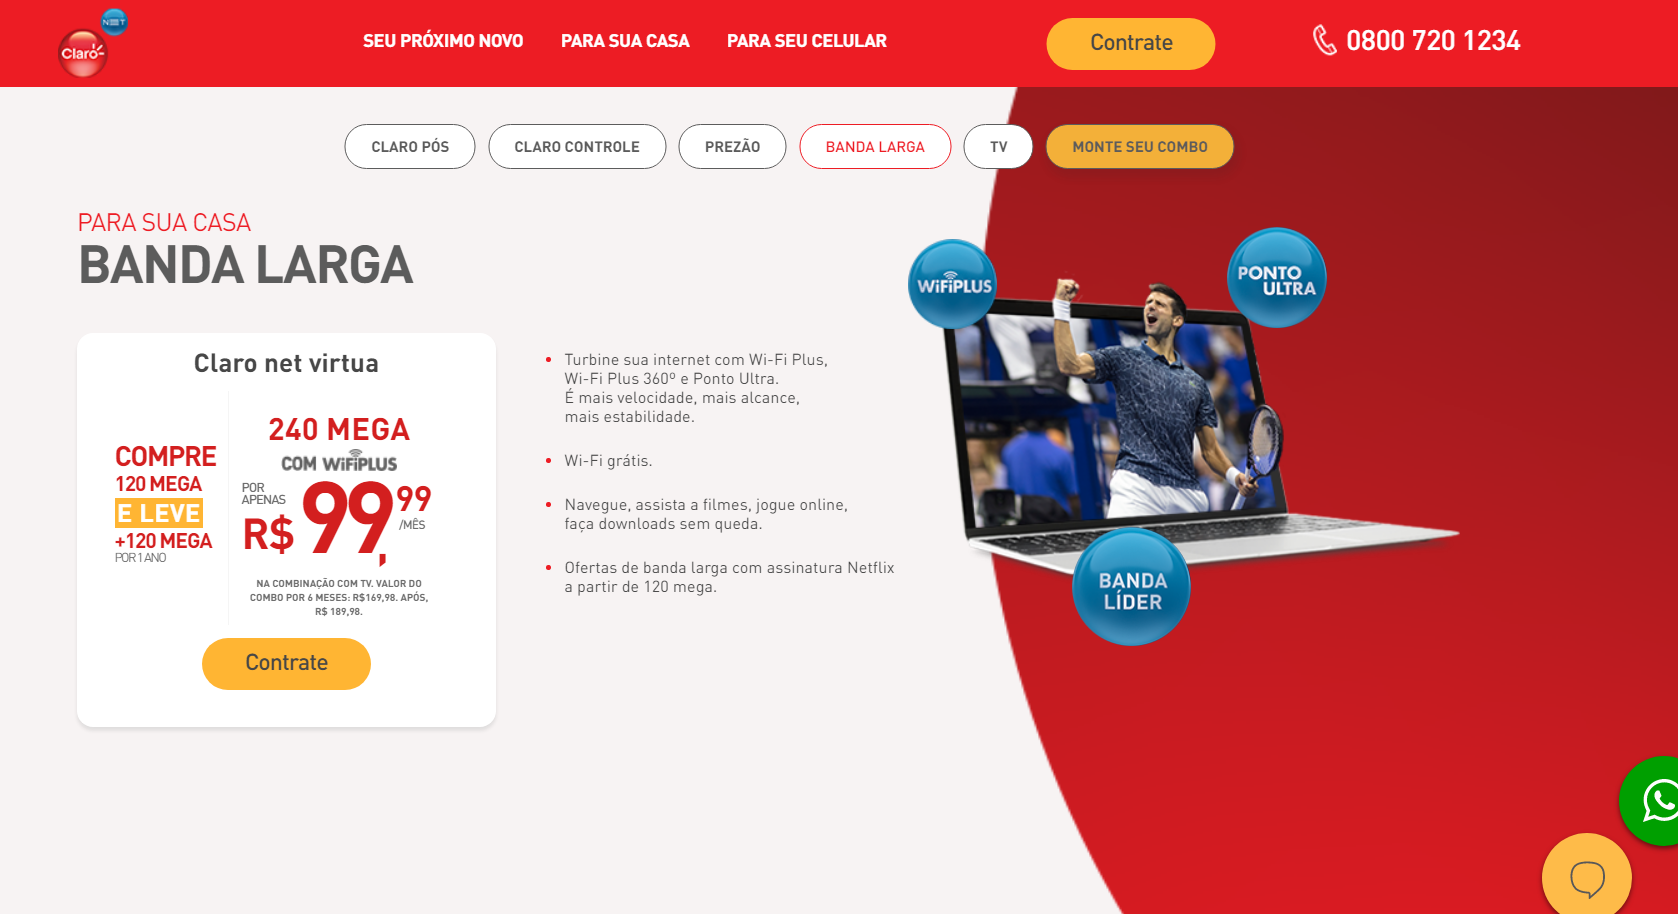 Claro
NET
SEU PRÓXIMO NOVO
PARA SUA CASA
PARA SEU CELULAR
Contrate
0800 720 1234
CLARO PÓS
CLARO CONTROLE
PREZÃO
BANDA LARGA
TV
MONTE SEU COMBO
PARA SUA CASA
BANDA LARGA
Claro net virtua
COMPRE
120 MEGA
E LEVE
+120 MEGA
POR 1 ANO
240 MEGA
COM WiFiPLUS
POR
APENAS
R$ 99,99
/MÊS
NA COMBINAÇÃO COM TV. VALOR DO
COMBO POR 6 MESES: R$169,98. APÓS,
R$ 189,98.
Contrate
• Turbine sua internet com Wi-Fi Plus,
Wi-Fi Plus 360º e Ponto Ultra.
É mais velocidade, mais alcance,
mais estabilidade.
• Wi-Fi grátis.
• Navegue, assista a filmes, jogue online,
faça downloads sem queda.
• Ofertas de banda larga com assinatura Netflix
a partir de 120 mega.
WiFiPLUS
PONTO
ULTRA
BANDA
LÍDER